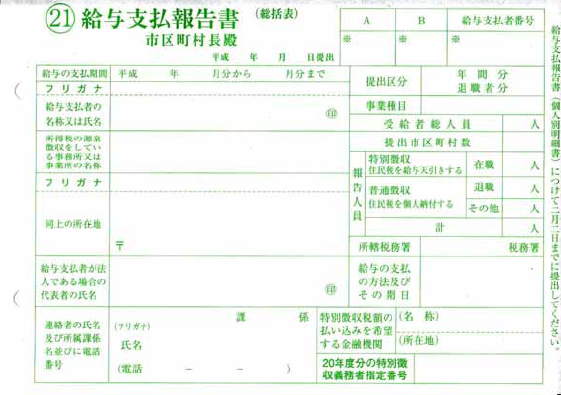 21 給与支払報告書 (総括表)
市区町村長殿
平成 年 月 日提出
A B 給与支払者番号
※ ※ ※
給与の支払期間 平成 年 月分から 月分まで
フリガナ
給与支払者の
名称又は氏名
印
所得税の源泉
徴収をしてい
る事務所又は
事業所の名称
フリガナ
同上の所在地
〒
給与支払者が法
人である場合の
代表者の氏名
印
連絡者の氏名
及び所属課係
名並びに電話
番号
課 係
(フリガナ)
氏名
(電話 - - )
提出区分 年間分
退職者分
事業種目
受給者総人員 人
提出市区町村数
報告人員
特別徴収
住民税を給与天引きする
在職 人
普通徴収
住民税を個人納付する
退職 人
その他 人
計 人
所轄税務署 税務署
給与の支払
の方法及び
その期日
特別徴収税額の
払い込みを希望
する金融機関
(名 称)
(所在地)
20年度分の特別徴
収義務者指定番号
給与支払報告書(個人別明細書)につけて二月二日までに提出してください。